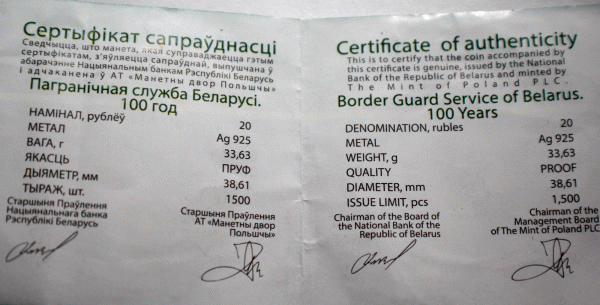 Сертыфікат сапраўднасці
Сведчыцца, што манета, якая суправаджаецца гэтым
сертыфікатам, з'яўляецца сапраўднай, выпушчана ў
абарачэнне Нацыянальным банкам Рэспублікі Беларусь
і адчаканена ў АТ «Манетны двор Польшчы»
Пагранічная служба Беларусі.
100 год
НАМІНАЛ, рублёў 20
МЕТАЛ Ag 925
ВАГА, г 33,63
ЯКАСЦЬ ПРУФ
ДЫЯМЕТР, мм 38,61
ТЫРАЖ, шт. 1500
Старшыня Праўлення
Нацыянальнага банка
Рэспублікі Беларусь
Старшыня Праўлення
АТ «Манетны двор
Польшчы»
Certificate of authenticity
This is to certify that the coin accompanied by
this certificate is genuine, issued by the National
Bank of the Republic of Belarus and minted by
The Mint of Poland PLC.
Border Guard Service of Belarus.
100 Years
DENOMINATION, rubles 20
METAL Ag 925
WEIGHT, g 33,63
QUALITY PROOF
DIAMETER, mm 38,61
ISSUE LIMIT, pcs 1,500
Chairman of the Board of
the National Bank of the
Republic of Belarus
Chairman of the
Management Board
of The Mint of Poland PLC